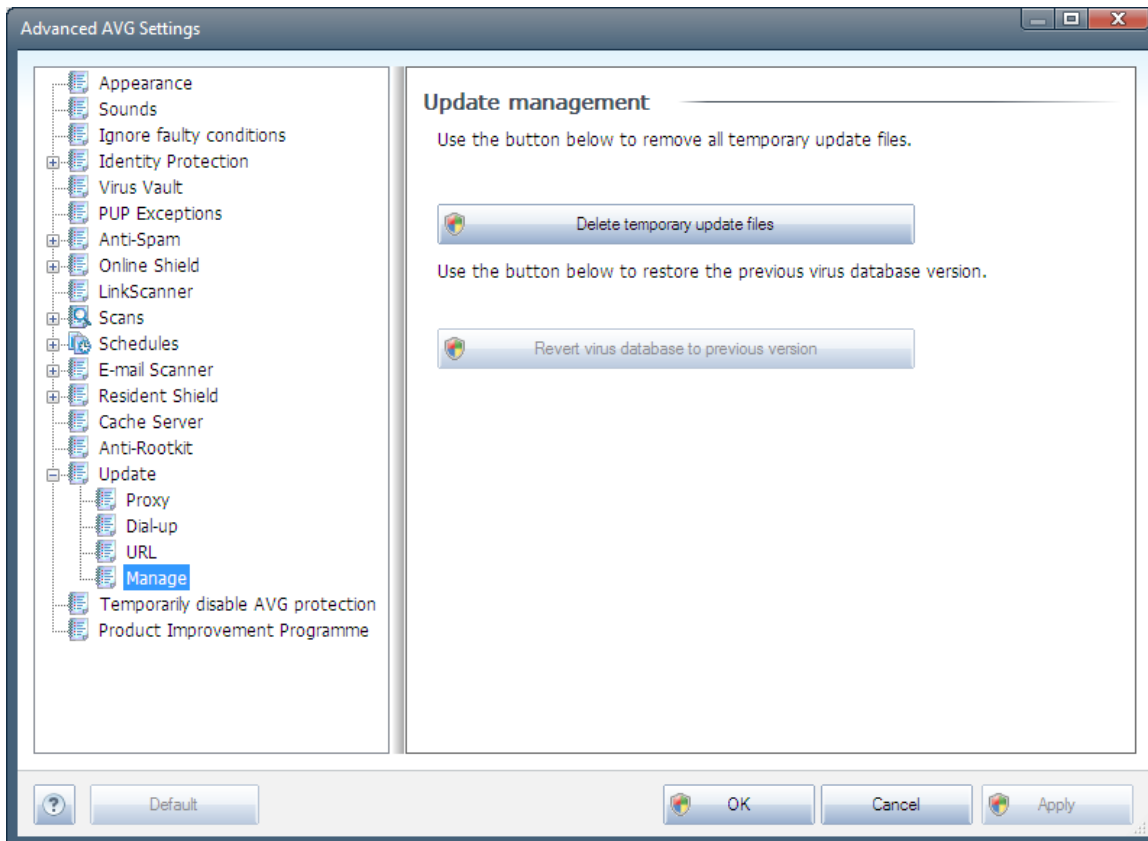 Advanced AVG Settings
Appearance
Sounds
Ignore faulty conditions
Identity Protection
Virus Vault
PUP Exceptions
Anti-Spam
Online Shield
LinkScanner
Scans
Schedules
E-mail Scanner
Resident Shield
Cache Server
Anti-Rootkit
Update
Proxy
Dial-up
URL
Manage
Temporarily disable AVG protection
Product Improvement Programme
Update management
Use the button below to remove all temporary update files.
Delete temporary update files
Use the button below to restore the previous virus database version.
Revert virus database to previous version
? Default OK Cancel Apply